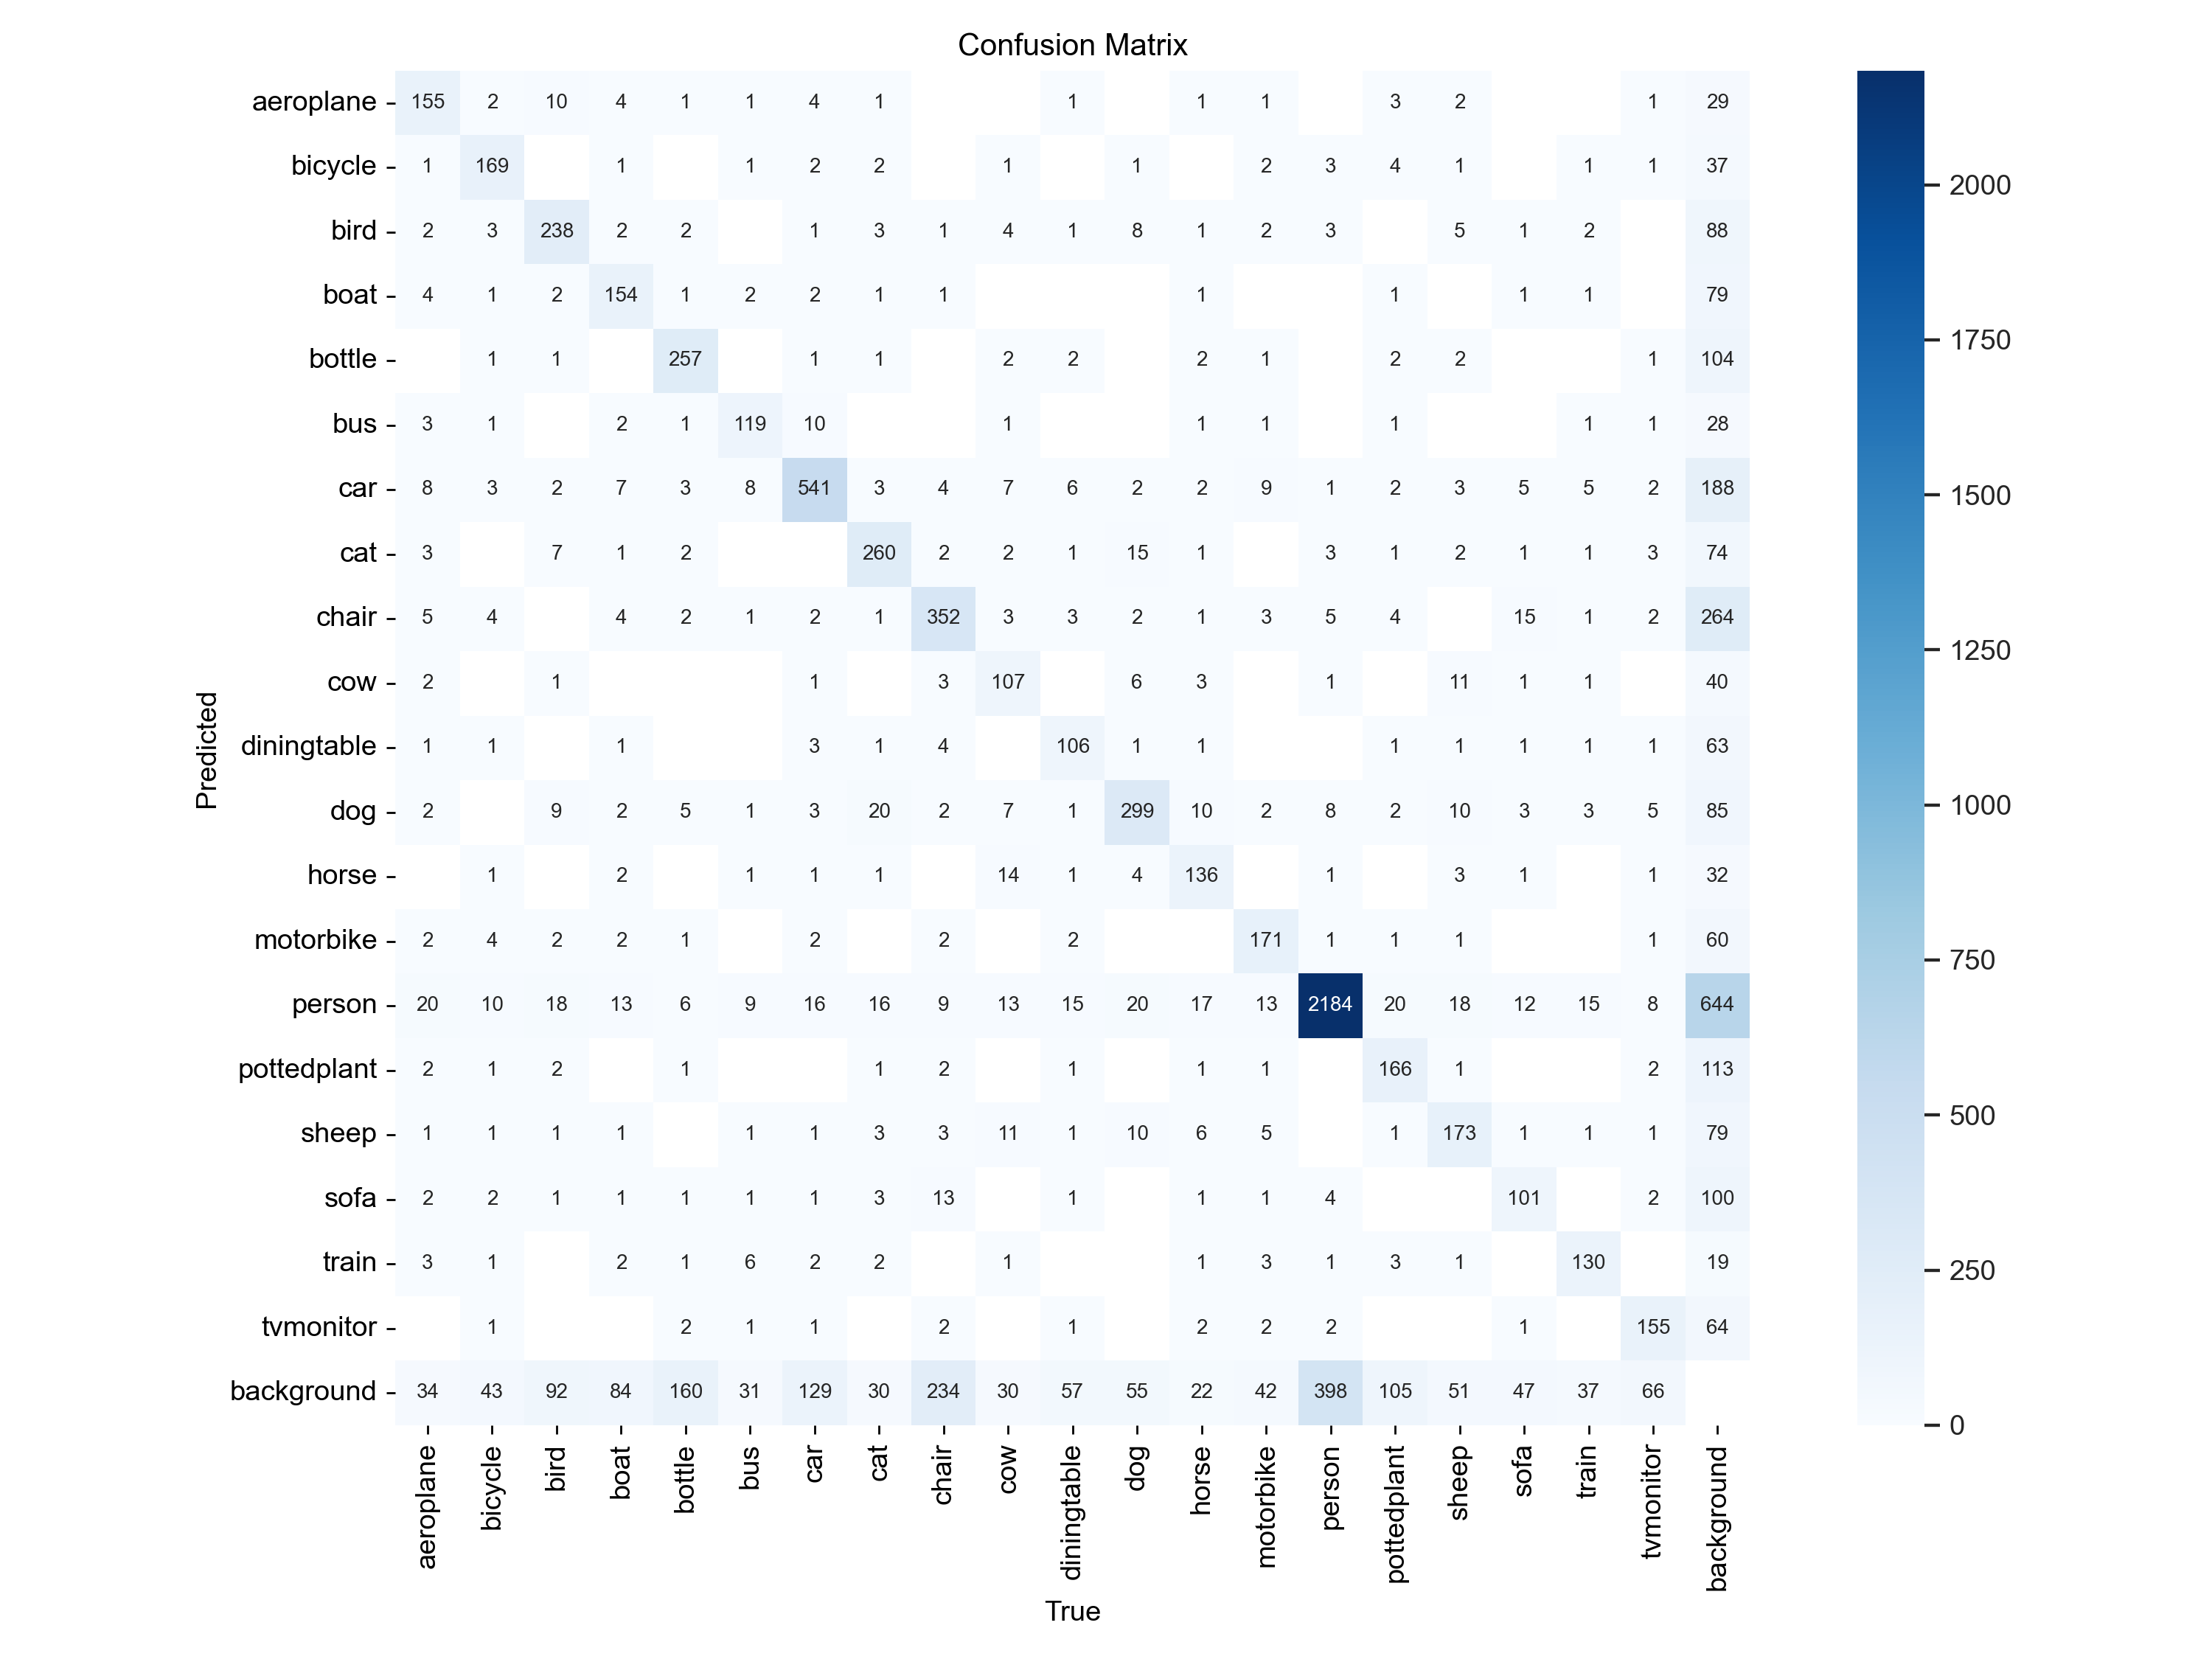 Confusion Matrix
aeroplane 155 2 10 4 1 1 4 1 1 1 1 3 2 1 29
bicycle 1 169 1 1 2 2 1 1 2 3 4 1 1 1 37
bird 2 3 238 2 2 1 3 1 4 1 8 1 2 3 5 1 2 88
boat 4 1 2 154 1 2 2 1 1 1 1 1 1 79
bottle 1 1 257 1 1 2 2 2 1 2 2 1 104
bus 3 1 2 1 119 10 1 1 1 1 1 1 28
car 8 3 2 7 3 8 541 3 4 7 6 2 2 9 1 2 3 5 5 2 188
cat 3 7 1 2 260 2 2 1 15 1 3 1 2 1 1 3 74
chair 5 4 4 2 1 2 1 352 3 3 2 1 3 5 4 15 1 2 264
cow 2 1 1 3 107 6 3 1 11 1 1 40
diningtable 1 1 1 3 1 4 106 1 1 1 1 1 1 1 63
dog 2 9 2 5 1 3 20 2 7 1 299 10 2 8 2 10 3 3 5 85
horse 1 2 1 1 1 14 1 4 136 1 3 1 1 32
motorbike 2 4 2 2 1 2 2 2 171 1 1 1 1 60
person 20 10 18 13 6 9 16 16 9 13 15 20 17 13 2184 20 18 12 15 8 644
pottedplant 2 1 2 1 1 2 1 1 1 166 1 2 113
sheep 1 1 1 1 1 1 3 3 11 1 10 6 5 1 173 1 1 1 79
sofa 2 2 1 1 1 1 1 3 13 1 1 1 4 101 2 100
train 3 1 2 1 6 2 2 1 1 3 1 3 1 130 19
tvmonitor 1 2 1 1 2 1 2 2 2 1 155 64
background 34 43 92 84 160 31 129 30 234 30 57 55 22 42 398 105 51 47 37 66
aeroplane bicycle bird boat bottle bus car cat chair cow diningtable dog horse motorbike person pottedplant sheep sofa train tvmonitor background
True
Predicted
2000
1750
1500
1250
1000
750
500
250
0